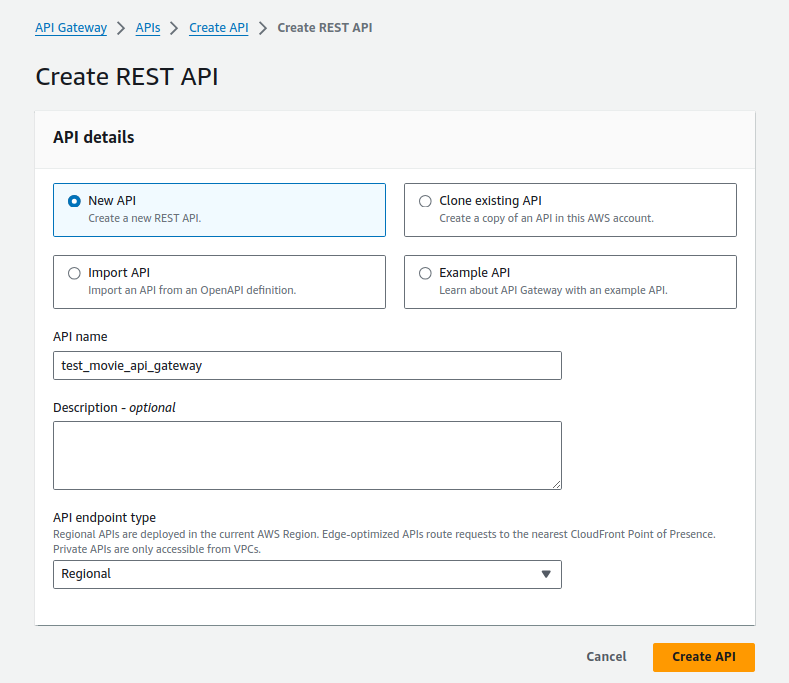 API Gateway > APIs > Create API > Create REST API
Create REST API
API details
New API
Create a new REST API.
Clone existing API
Create a copy of an API in this AWS account.
Import API
Import an API from an OpenAPI definition.
Example API
Learn about API Gateway with an example API.
API name
test_movie_api_gateway
Description - optional
API endpoint type
Regional APIs are deployed in the current AWS Region. Edge-optimized APIs route requests to the nearest CloudFront Point of Presence.
Private APIs are only accessible from VPCs.
Regional
Cancel
Create API